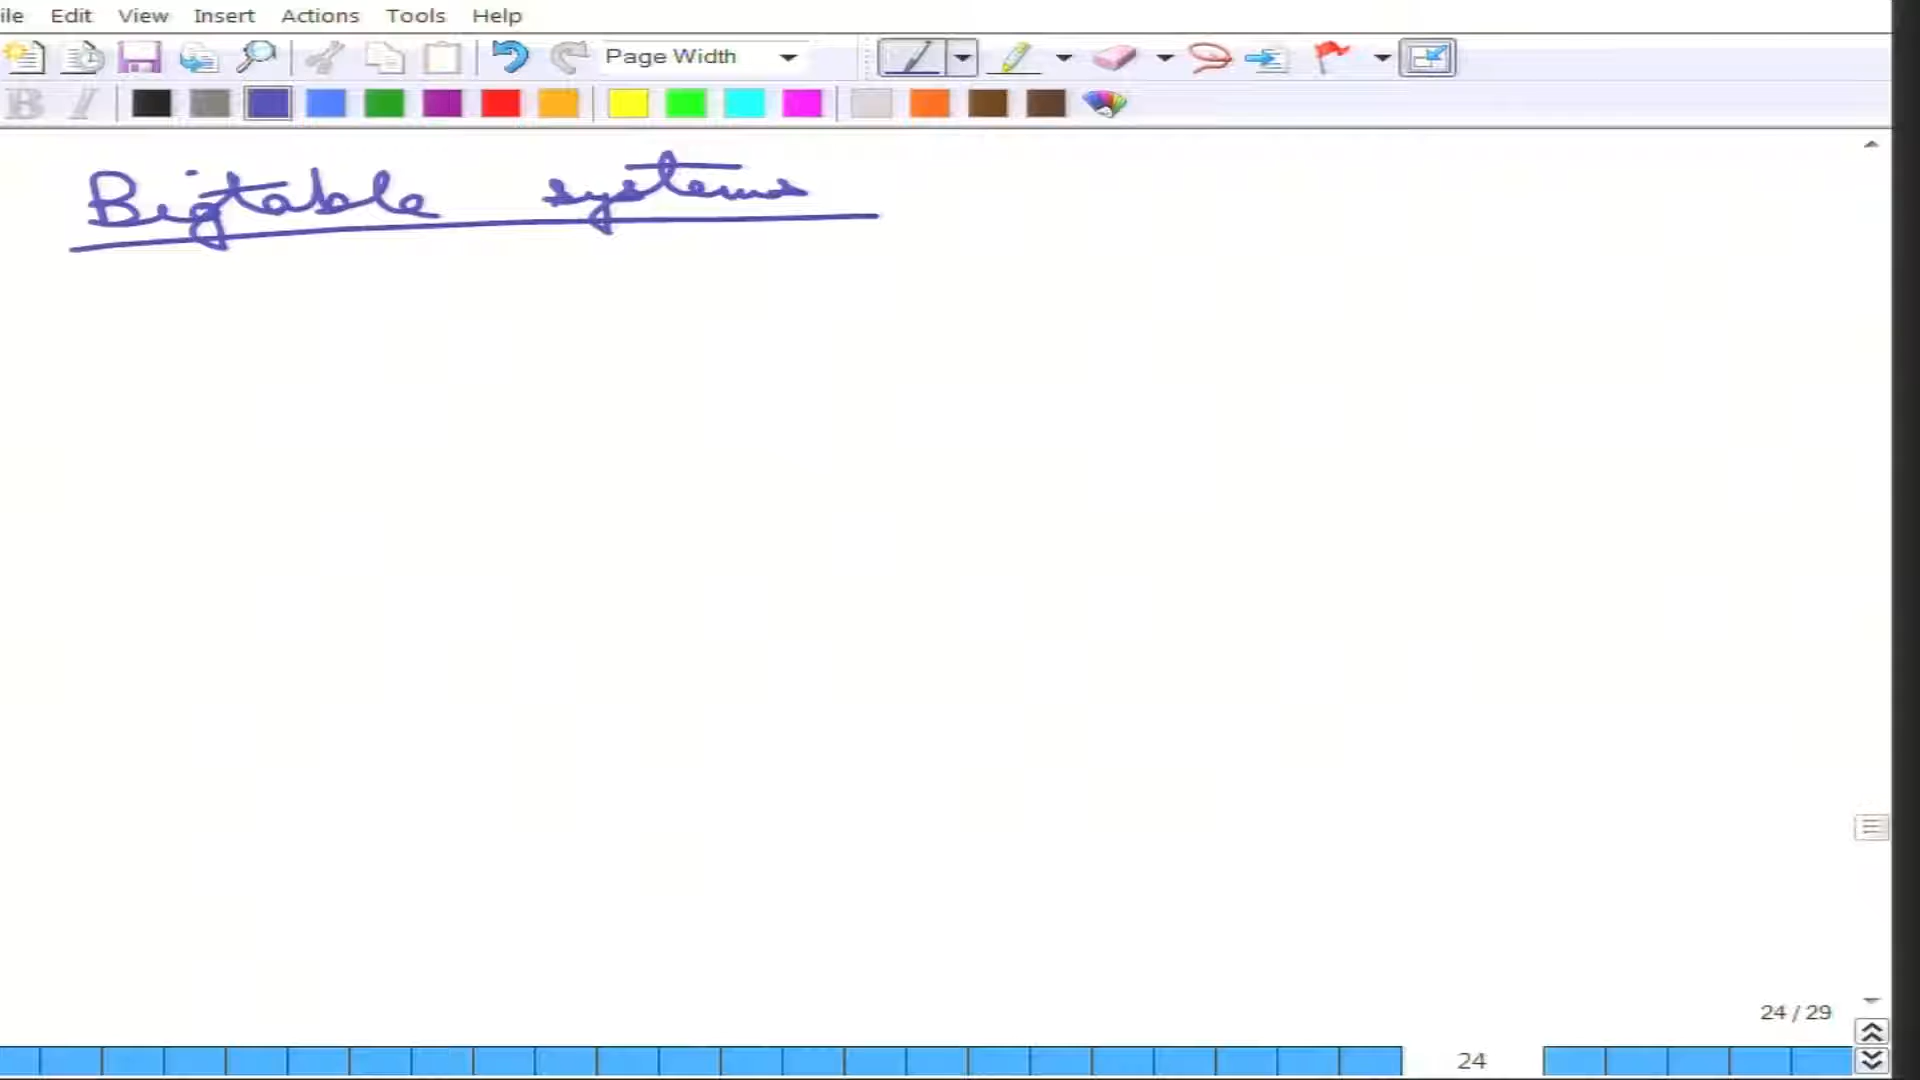 ile Edit View Insert Actions Tools Help
Page Width
B I
Bigtable systems
24 / 29
24